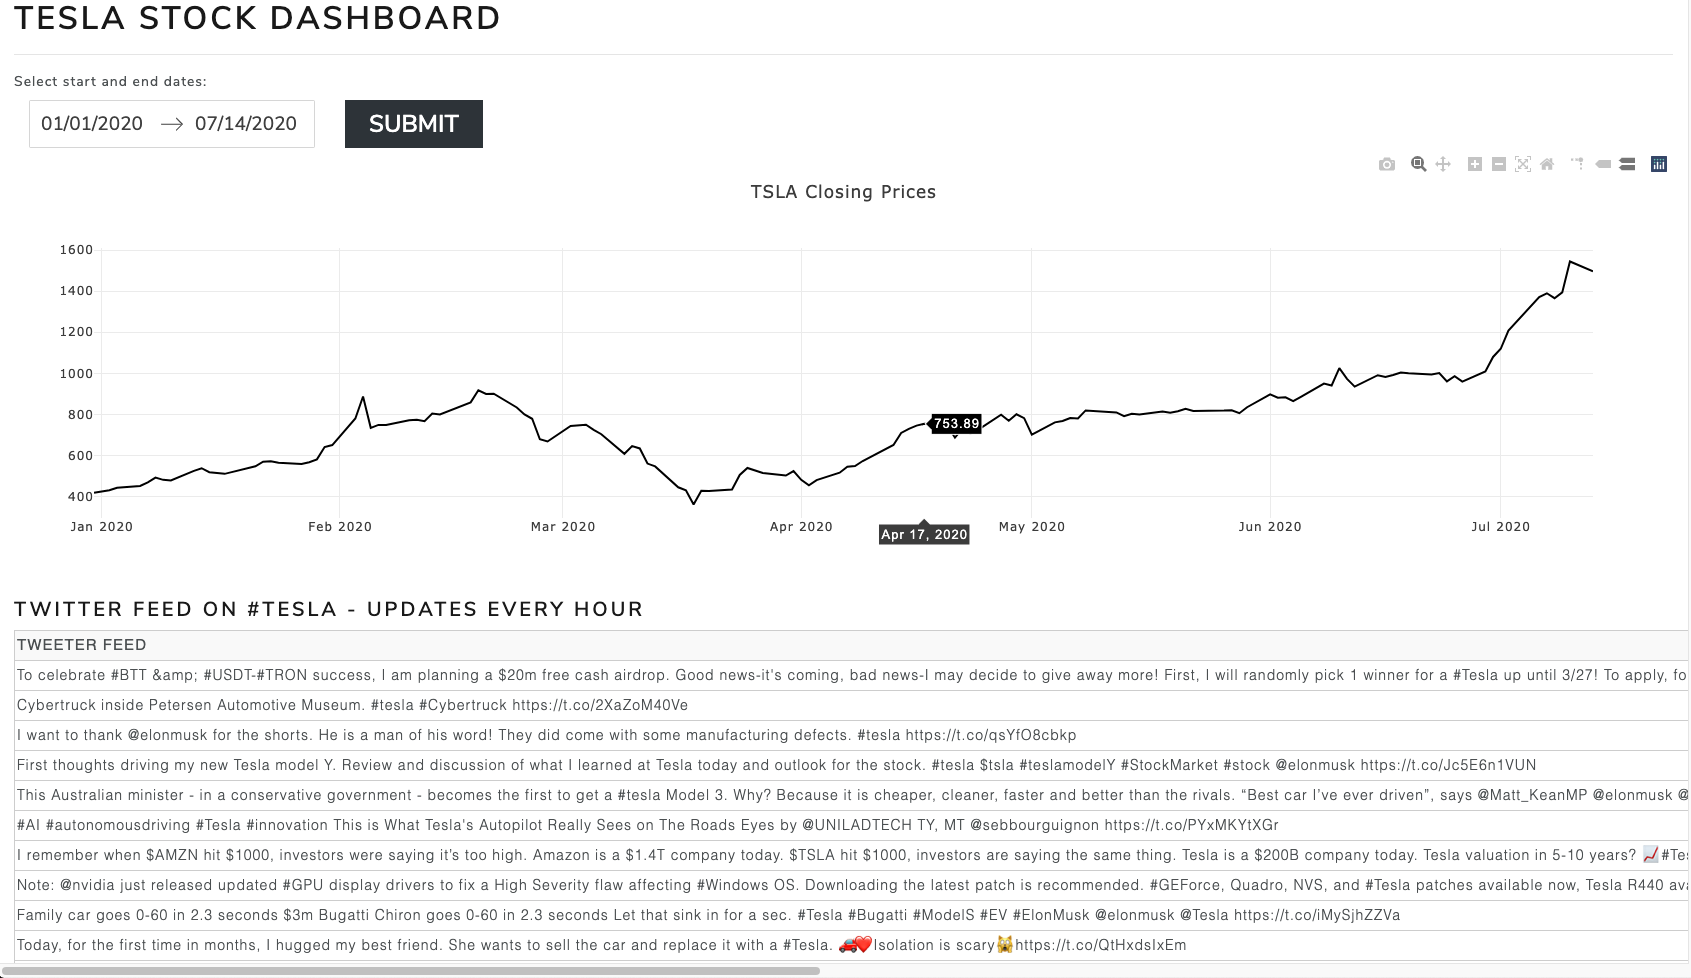 TESLA STOCK DASHBOARD
Select start and end dates:
01/01/2020 → 07/14/2020 SUBMIT
TSLA Closing Prices
1600
1400
1200
1000
800
600
400
753.89
Jan 2020 Feb 2020 Mar 2020 Apr 2020 May 2020 Jun 2020 Jul 2020
Apr 17, 2020
TWITTER FEED ON #TESLA - UPDATES EVERY HOUR
TWEETER FEED
To celebrate #BTT &amp; #USDT-#TRON success, I am planning a $20m free cash airdrop. Good news-it's coming, bad news-I may decide to give away more! First, I will randomly pick 1 winner for a #Tesla up until 3/27! To apply, fo
Cybertruck inside Petersen Automotive Museum. #tesla #Cybertruck https://t.co/2XaZoM40Ve
I want to thank @elonmusk for the shorts. He is a man of his word! They did come with some manufacturing defects. #tesla https://t.co/qsYfO8cbkp
First thoughts driving my new Tesla model Y. Review and discussion of what I learned at Tesla today and outlook for the stock. #tesla $tsla #teslamodelY #StockMarket #stock @elonmusk https://t.co/Jc5E6n1VUN
This Australian minister - in a conservative government - becomes the first to get a #tesla Model 3. Why? Because it is cheaper, cleaner, faster and better than the rivals. “Best car I’ve ever driven”, says @Matt_KeanMP @elonmusk @
#AI #autonomousdriving #Tesla #innovation This is What Tesla's Autopilot Really Sees on The Roads Eyes by @UNILADTECH TY, MT @sebbourguignon https://t.co/PYxMKYtXGr
I remember when $AMZN hit $1000, investors were saying it’s too high. Amazon is a $1.4T company today. $TSLA hit $1000, investors are saying the same thing. Tesla is a $200B company today. Tesla valuation in 5-10 years? 📈#Tes
Note: @nvidia just released updated #GPU display drivers to fix a High Severity flaw affecting #Windows OS. Downloading the latest patch is recommended. #GEForce, Quadro, NVS, and #Tesla patches available now, Tesla R440 ava
Family car goes 0-60 in 2.3 seconds $3m Bugatti Chiron goes 0-60 in 2.3 seconds Let that sink in for a sec. #Tesla #Bugatti #ModelS #EV #ElonMusk @elonmusk @Tesla https://t.co/iMySjhZZVa
Today, for the first time in months, I hugged my best friend. She wants to sell the car and replace it with a #Tesla. 🚗❤️Isolation is scary🙀https://t.co/QtHxdsIxEm